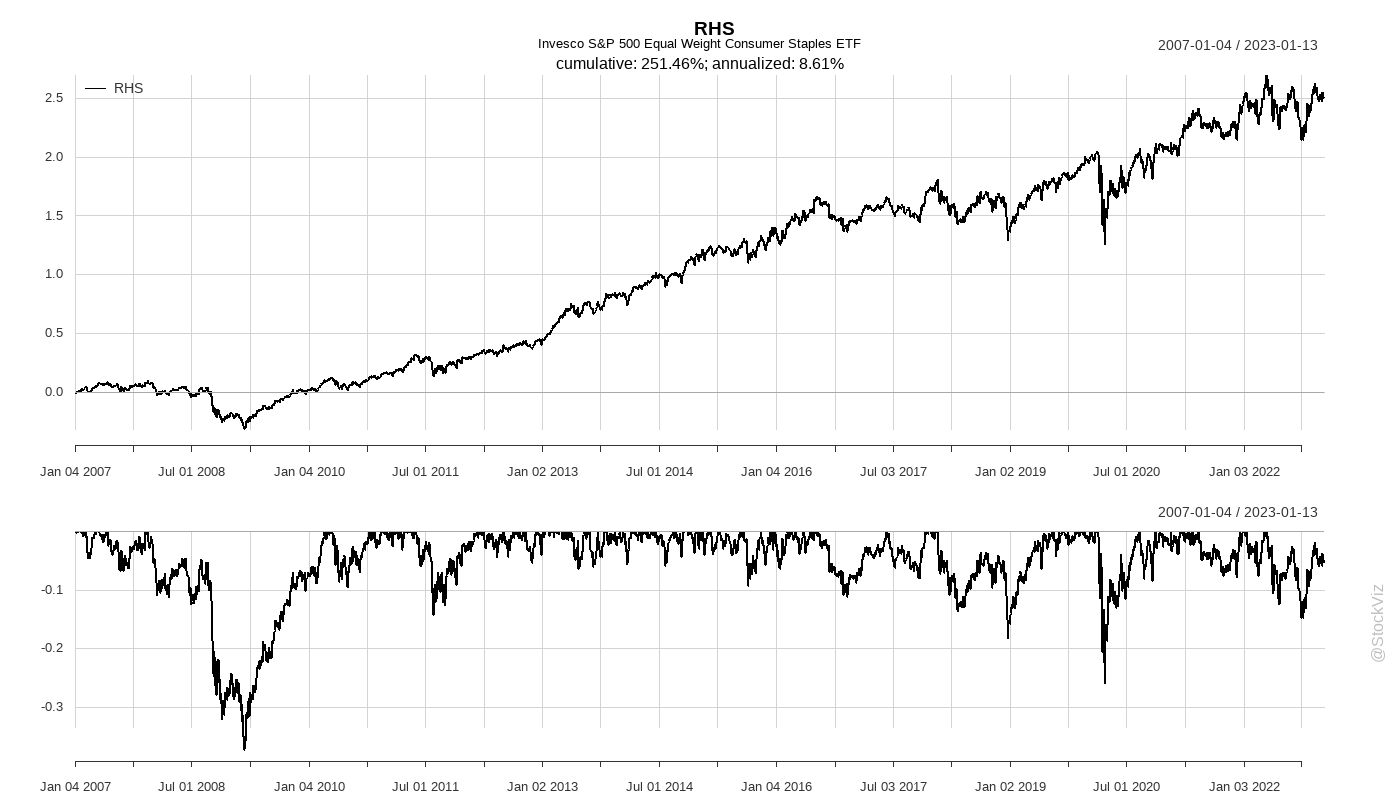 RHS
Invesco S&P 500 Equal Weight Consumer Staples ETF
cumulative: 251.46%; annualized: 8.61%
2007-01-04 / 2023-01-13
RHS
2.5
2.0
1.5
1.0
0.5
0.0
Jan 04 2007 Jul 01 2008 Jan 04 2010 Jul 01 2011 Jan 02 2013 Jul 01 2014 Jan 04 2016 Jul 03 2017 Jan 02 2019 Jul 01 2020 Jan 03 2022
2007-01-04 / 2023-01-13
-0.1
-0.2
-0.3
Jan 04 2007 Jul 01 2008 Jan 04 2010 Jul 01 2011 Jan 02 2013 Jul 01 2014 Jan 04 2016 Jul 03 2017 Jan 02 2019 Jul 01 2020 Jan 03 2022
@StockViz